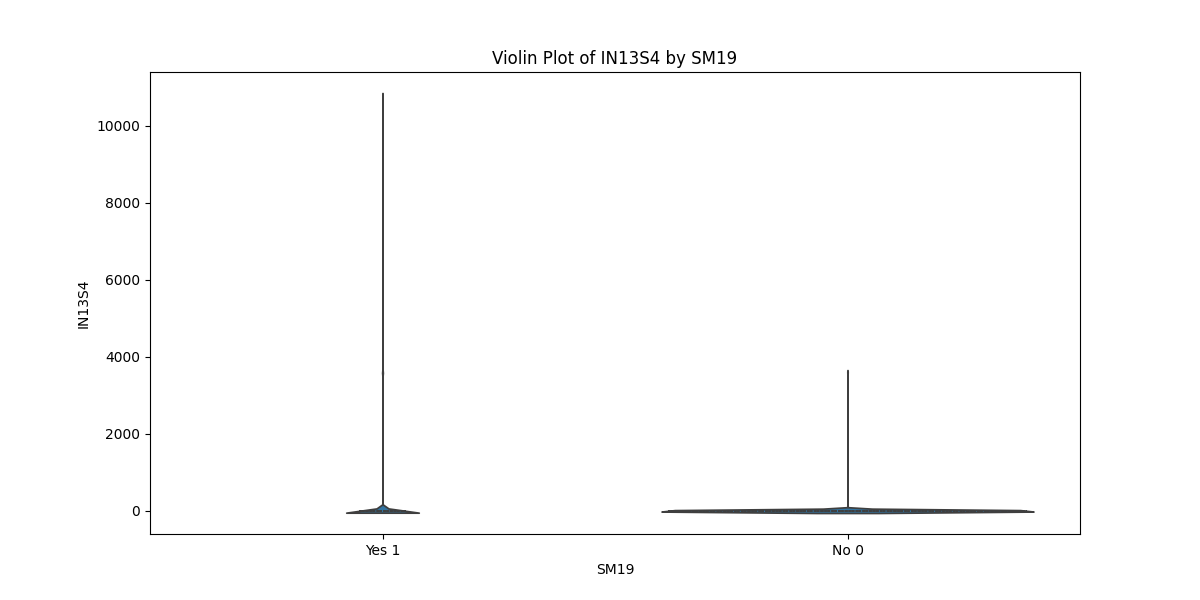 Violin Plot of IN13S4 by SM19
10000
8000
6000
4000
2000
0
IN13S4
Yes 1
No 0
SM19